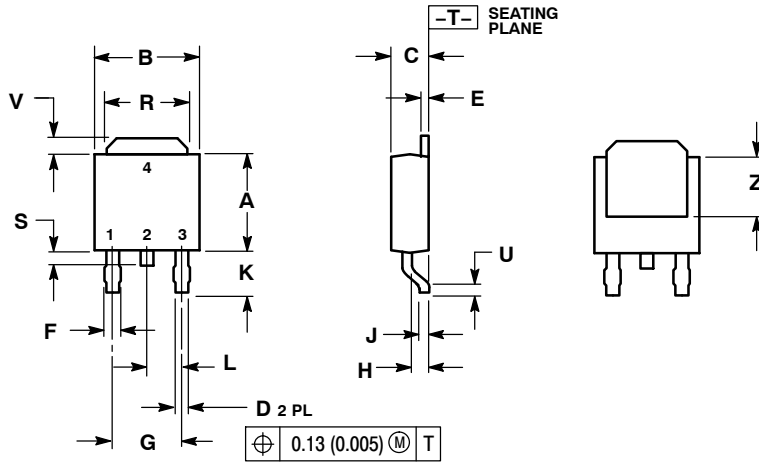 –T– SEATING
PLANE
B
C
V
R
E
4
Z
A
S
1 2 3
U
K
F
J
L
H
D 2 PL
G
⌖ 0.13 (0.005) Ⓜ T